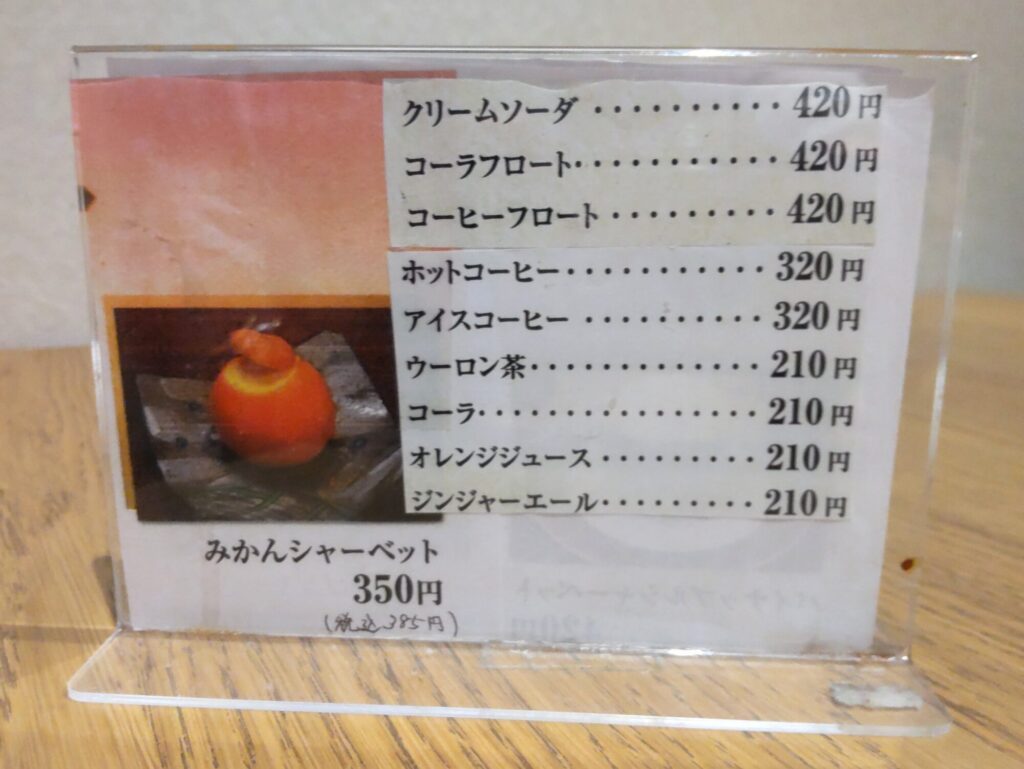 クリームソーダ ・・・・・・・・・・ 420円
コーラフロート・・・・・・・・・・・ 420円
コーヒーフロート ・・・・・・・・・ 420円
ホットコーヒー・・・・・・・・・・・ 320円
アイスコーヒー ・・・・・・・・・・ 320円
ウーロン茶・・・・・・・・・・・・・ 210円
コーラ・・・・・・・・・・・・・・・・ 210円
オレンジジュース ・・・・・・・・・ 210円
ジンジャーエール・・・・・・・・・ 210円
みかんシャーベット
350円
(税込385円)